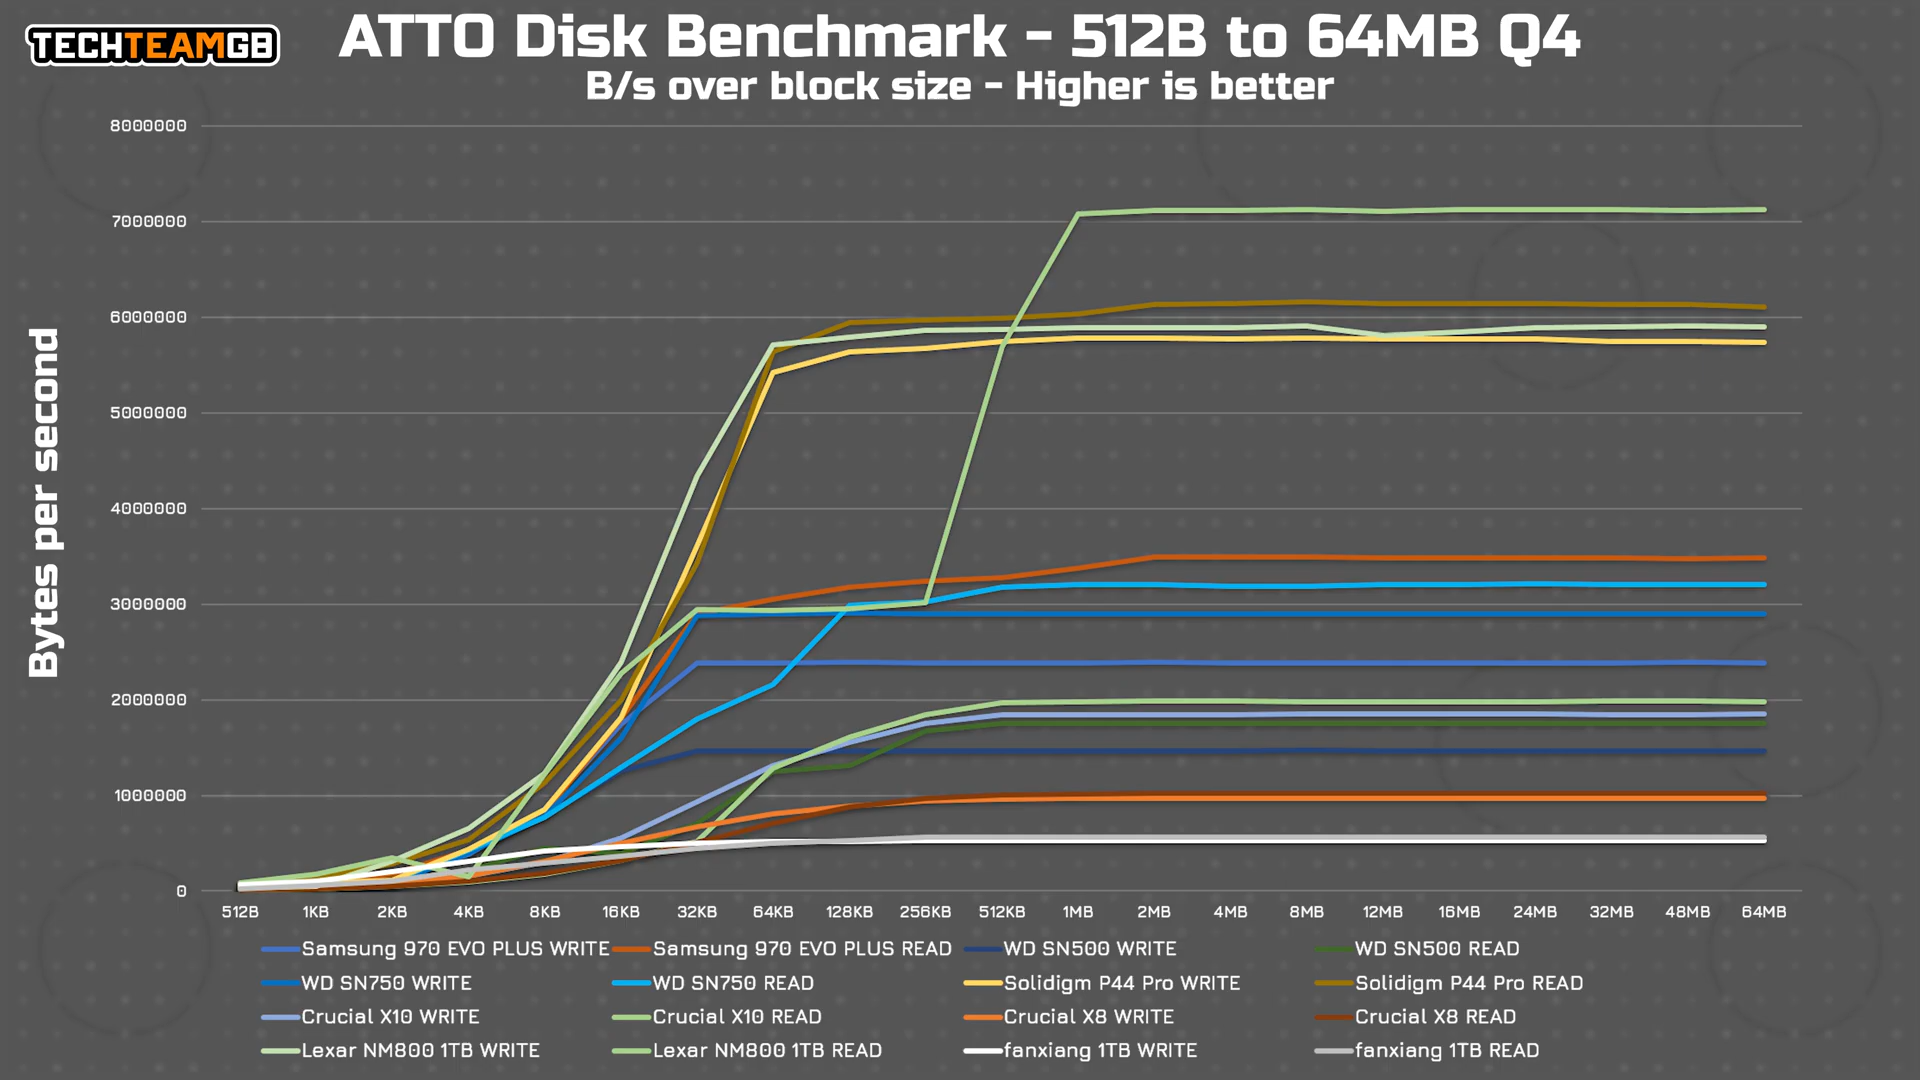 TECHTEAMGB
ATTO Disk Benchmark - 512B to 64MB Q4
B/s over block size - Higher is better
Bytes per second
8000000
7000000
6000000
5000000
4000000
3000000
2000000
1000000
0
512B 1KB 2KB 4KB 8KB 16KB 32KB 64KB 128KB 256KB 512KB 1MB 2MB 4MB 8MB 12MB 16MB 24MB 32MB 48MB 64MB
Samsung 970 EVO PLUS WRITE Samsung 970 EVO PLUS READ WD SN500 WRITE WD SN500 READ
WD SN750 WRITE WD SN750 READ Solidigm P44 Pro WRITE Solidigm P44 Pro READ
Crucial X10 WRITE Crucial X10 READ Crucial X8 WRITE Crucial X8 READ
Lexar NM800 1TB WRITE Lexar NM800 1TB READ fanxiang 1TB WRITE fanxiang 1TB READ